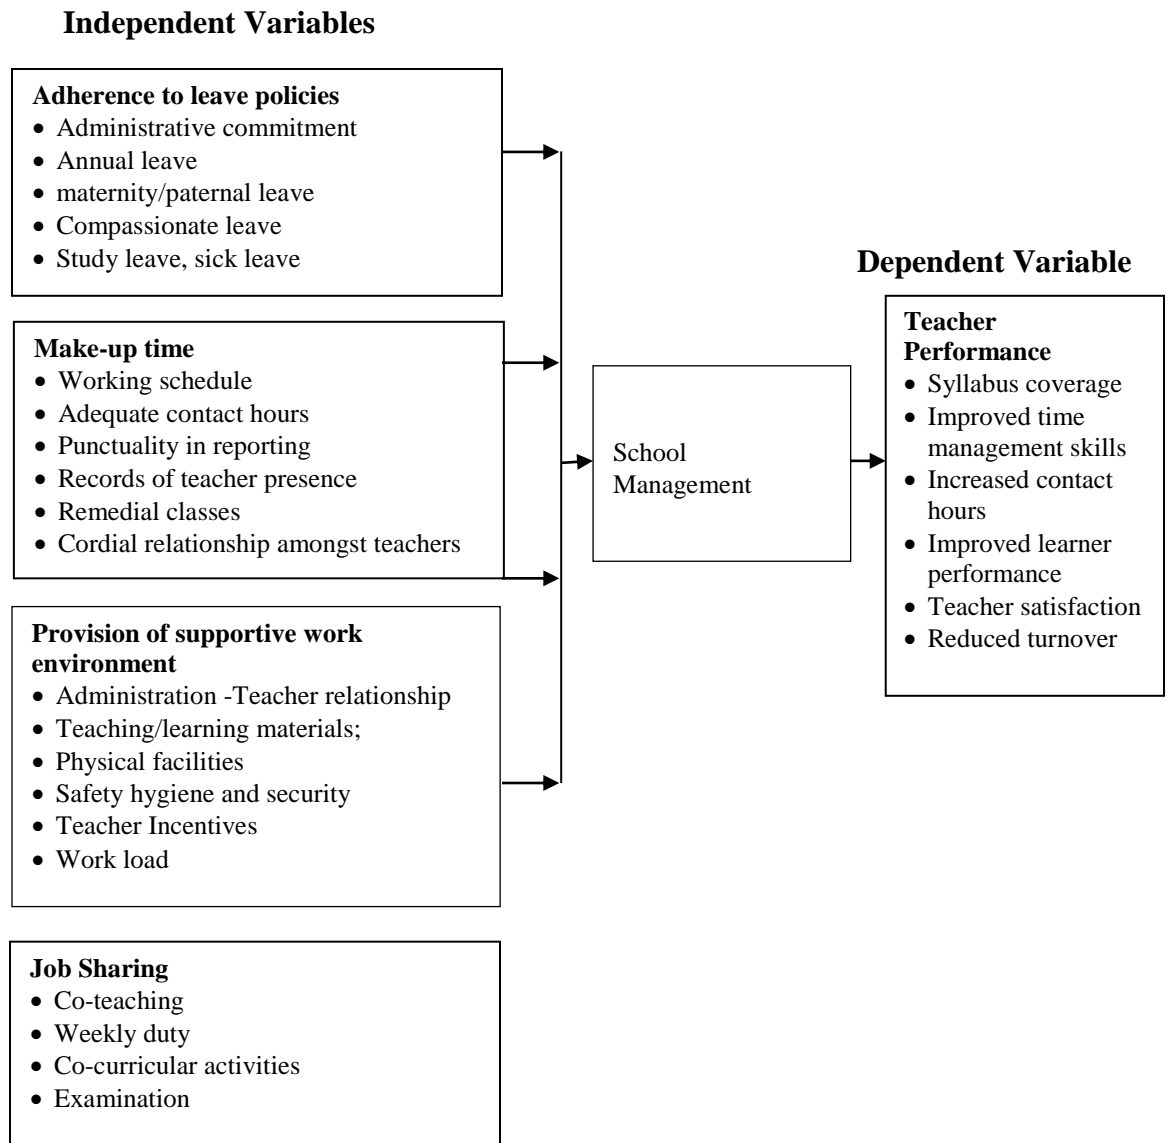 Independent Variables
Adherence to leave policies
• Administrative commitment
• Annual leave
• maternity/paternal leave
• Compassionate leave
• Study leave, sick leave
Make-up time
• Working schedule
• Adequate contact hours
• Punctuality in reporting
• Records of teacher presence
• Remedial classes
• Cordial relationship amongst teachers
Provision of supportive work
environment
• Administration -Teacher relationship
• Teaching/learning materials;
• Physical facilities
• Safety hygiene and security
• Teacher Incentives
• Work load
Job Sharing
• Co-teaching
• Weekly duty
• Co-curricular activities
• Examination
School
Management
Dependent Variable
Teacher
Performance
• Syllabus coverage
• Improved time
management skills
• Increased contact
hours
• Improved learner
performance
• Teacher satisfaction
• Reduced turnover